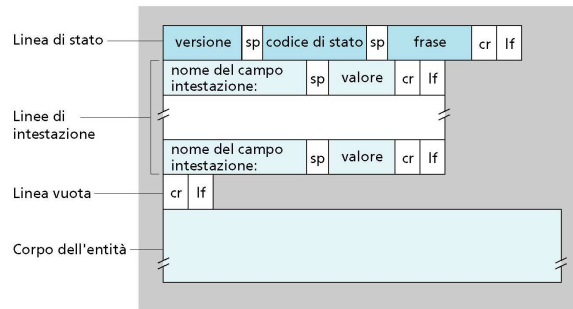 Linea di stato
versione sp codice di stato sp frase cr lf
nome del campo intestazione: sp valore cr lf
Linee di intestazione
nome del campo intestazione: sp valore cr lf
Linea vuota
cr lf
Corpo dell'entità